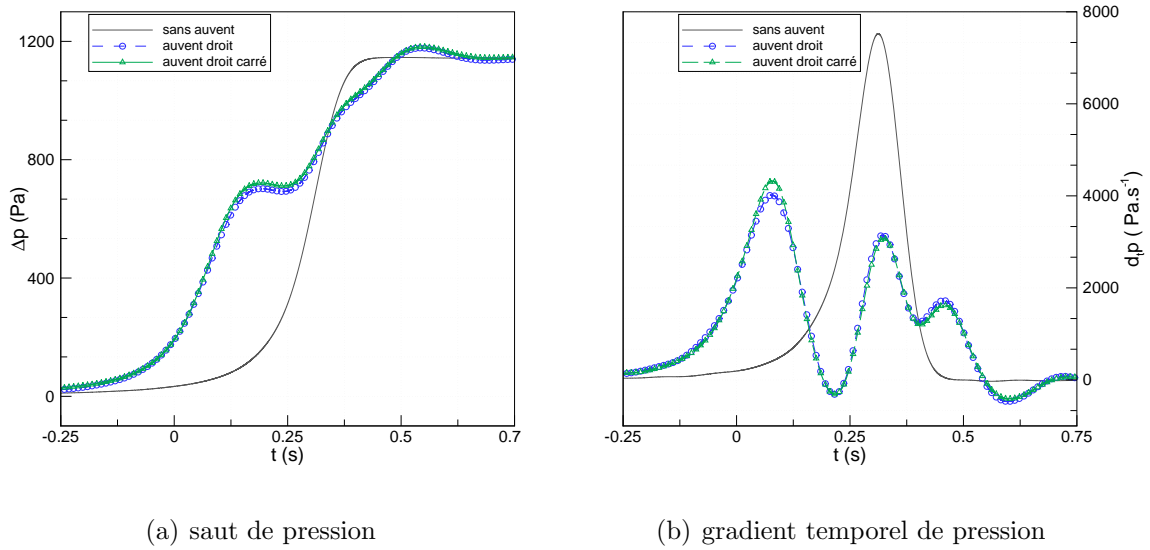 sans auvent
auvent droit
auvent droit carré
1200
800
400
0
Δp (Pa)
-0.25
0
0.25
0.5
0.7
t (s)
(a) saut de pression
sans auvent
auvent droit
auvent droit carré
8000
6000
4000
2000
0
dₜp ( Pa.s⁻¹)
-0.25
0
0.25
0.5
0.75
t (s)
(b) gradient temporel de pression